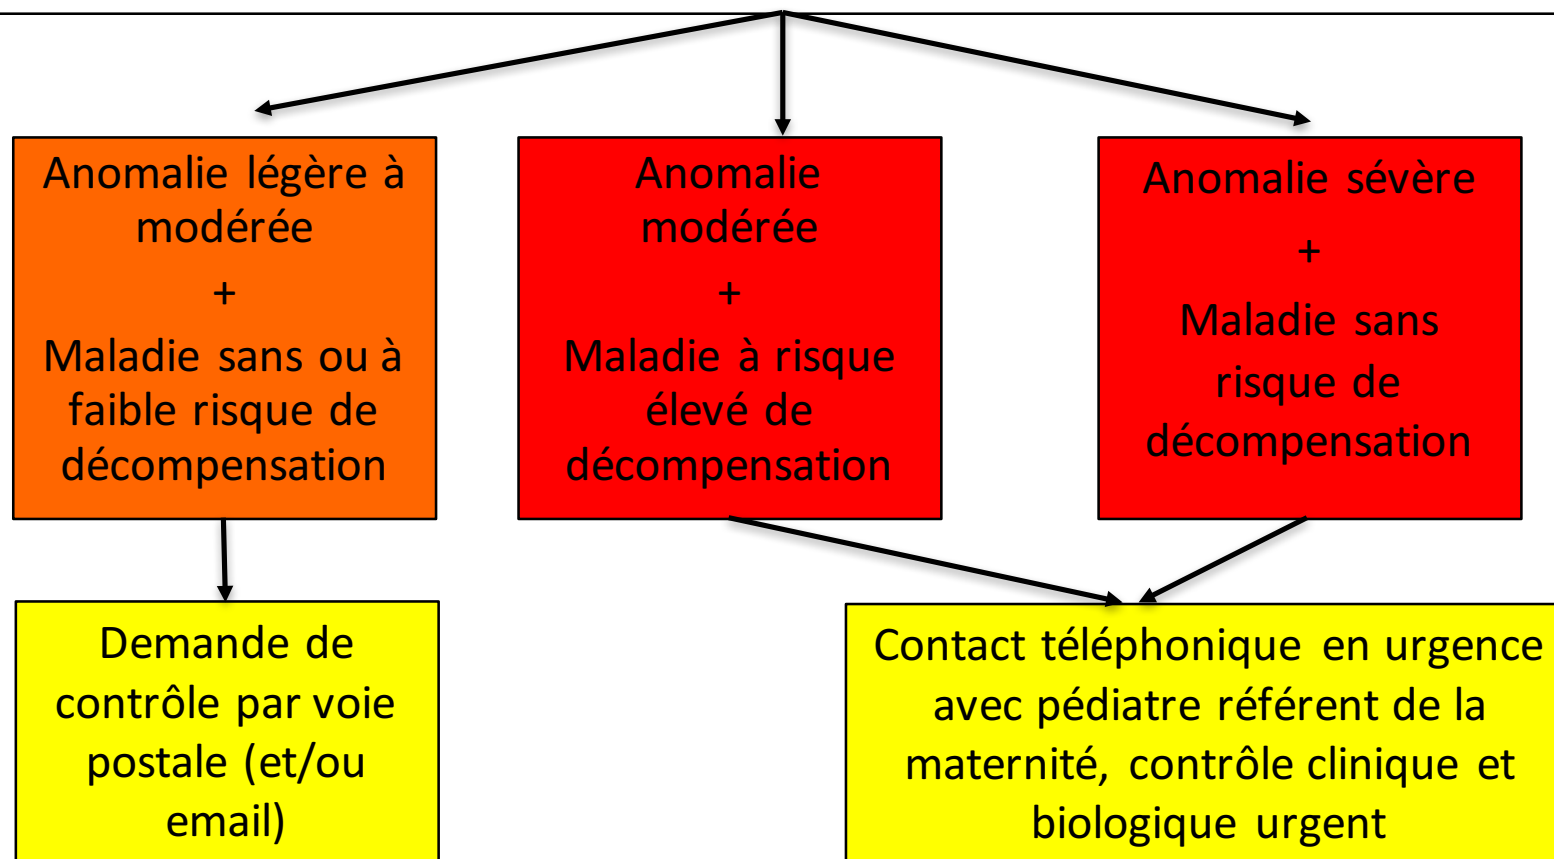 Anomalie légère à
modérée
+
Maladie sans ou à
faible risque de
décompensation
Anomalie
modérée
+
Maladie à risque
élevé de
décompensation
Anomalie sévère
+
Maladie sans
risque de
décompensation
Demande de
contrôle par voie
postale (et/ou
email)
Contact téléphonique en urgence
avec pédiatre référent de la
maternité, contrôle clinique et
biologique urgent